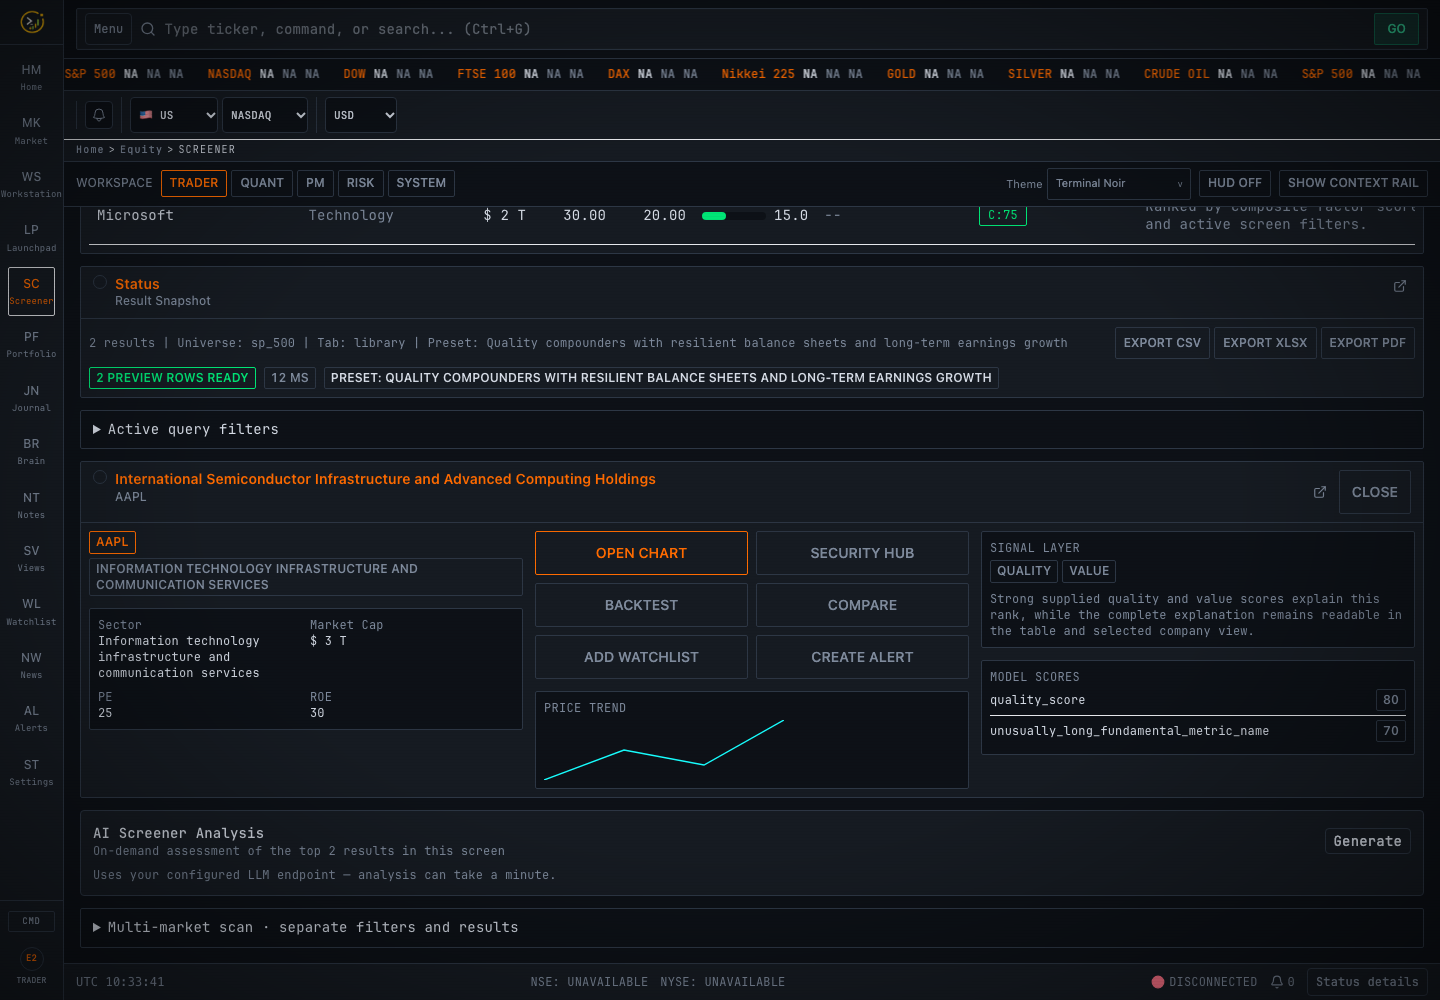 Menu
Type ticker, command, or search... (Ctrl+G)
GO
S&P 500 NA NA NA NASDAQ NA NA NA DOW NA NA NA FTSE 100 NA NA NA DAX NA NA NA Nikkei 225 NA NA NA GOLD NA NA NA SILVER NA NA NA CRUDE OIL NA NA NA S&P 500 NA NA NA
US NASDAQ USD
Home > Equity > SCREENER
WORKSPACE TRADER QUANT PM RISK SYSTEM
Theme Terminal Noir HUD OFF SHOW CONTEXT RAIL
HM
Home
MK
Market
WS
Workstation
LP
Launchpad
SC
Screener
PF
Portfolio
JN
Journal
BR
Brain
NT
Notes
SV
Views
WL
Watchlist
NW
News
AL
Alerts
ST
Settings
CMD
E2
TRADER
Microsoft Technology $ 2 T 30.00 20.00 15.0 -- C:75
Ranked by composite factor score
and active screen filters.
Status
Result Snapshot
2 results | Universe: sp_500 | Tab: library | Preset: Quality compounders with resilient balance sheets and long-term earnings growth
EXPORT CSV EXPORT XLSX EXPORT PDF
2 PREVIEW ROWS READY 12 MS PRESET: QUALITY COMPOUNDERS WITH RESILIENT BALANCE SHEETS AND LONG-TERM EARNINGS GROWTH
Active query filters
International Semiconductor Infrastructure and Advanced Computing Holdings
AAPL
CLOSE
AAPL
INFORMATION TECHNOLOGY INFRASTRUCTURE AND
COMMUNICATION SERVICES
Sector
Information technology
infrastructure and
communication services
Market Cap
$ 3 T
PE
25
ROE
30
OPEN CHART SECURITY HUB
BACKTEST COMPARE
ADD WATCHLIST CREATE ALERT
PRICE TREND
SIGNAL LAYER
QUALITY VALUE
Strong supplied quality and value scores explain this
rank, while the complete explanation remains readable in
the table and selected company view.
MODEL SCORES
quality_score 80
unusually_long_fundamental_metric_name 70
AI Screener Analysis
On-demand assessment of the top 2 results in this screen
Uses your configured LLM endpoint — analysis can take a minute.
Generate
Multi-market scan · separate filters and results
UTC 10:33:41
NSE: UNAVAILABLE NYSE: UNAVAILABLE
DISCONNECTED 0 Status details